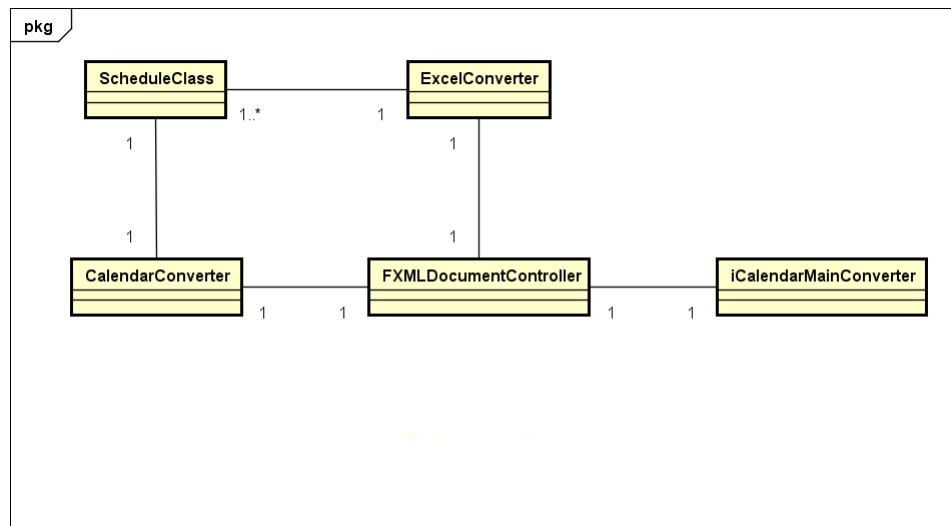 pkg
ScheduleClass
ExcelConverter
1..*
1
1
1
1
1
CalendarConverter
FXMLDocumentController
iCalendarMainConverter
1
1
1
1